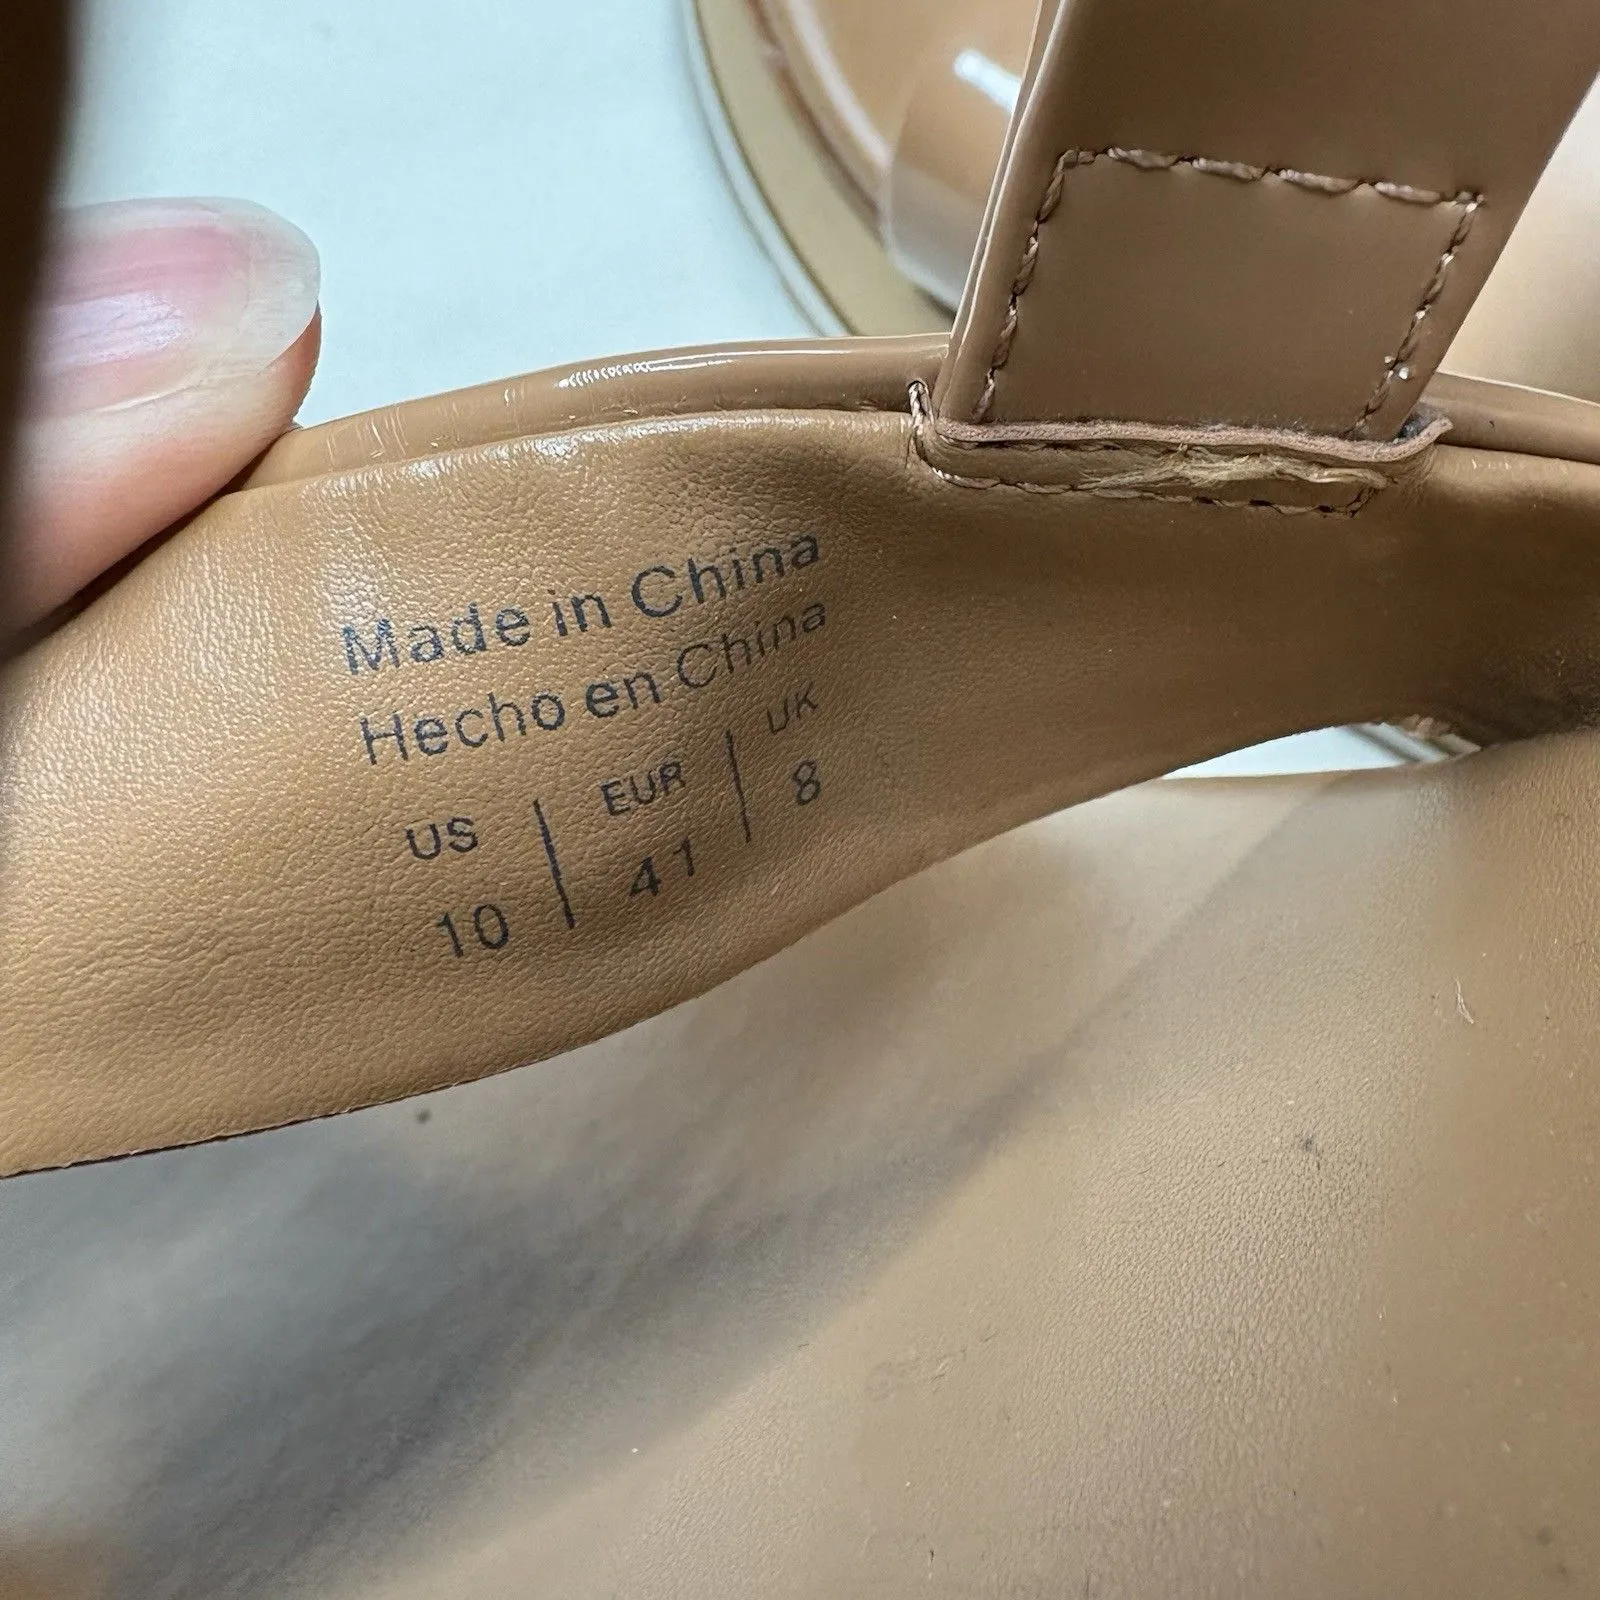 Made in China
Hecho en China
US | EUR | UK
10 | 41 | 8